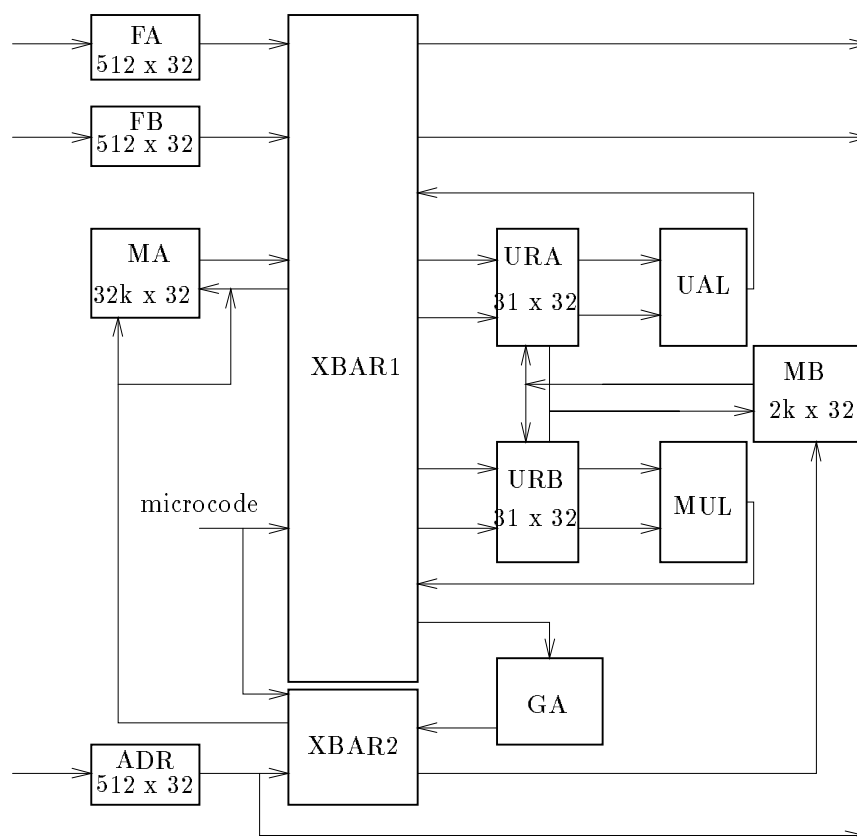 FA
512 x 32
FB
512 x 32
MA
32k x 32
XBAR1
URA
31 x 32
UAL
MB
2k x 32
URB
31 x 32
MUL
microcode
GA
XBAR2
ADR
512 x 32